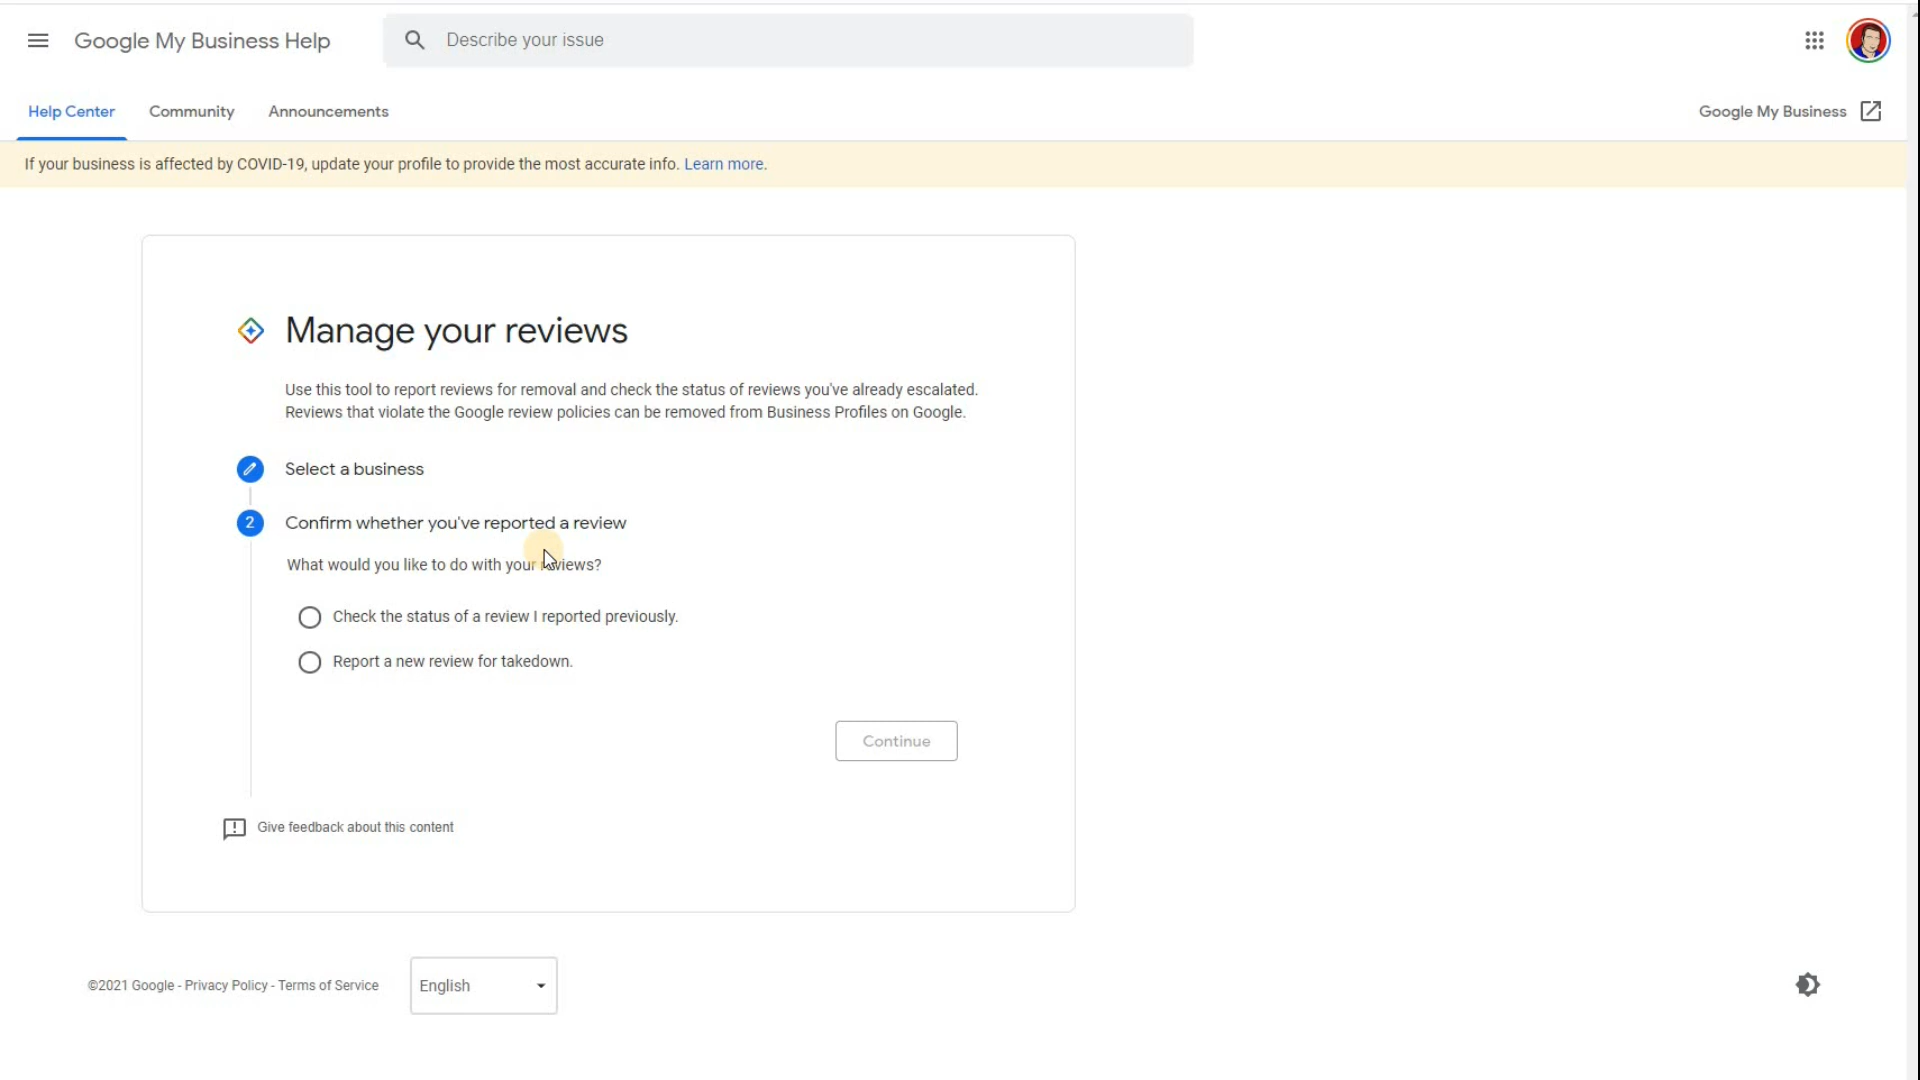 Google My Business Help
Describe your issue
Help Center
Community
Announcements
Google My Business
If your business is affected by COVID-19, update your profile to provide the most accurate info. Learn more.
Manage your reviews
Use this tool to report reviews for removal and check the status of reviews you've already escalated.
Reviews that violate the Google review policies can be removed from Business Profiles on Google.
Select a business
2
Confirm whether you've reported a review
What would you like to do with your reviews?
Check the status of a review I reported previously.
Report a new review for takedown.
Continue
Give feedback about this content
©2021 Google - Privacy Policy - Terms of Service
English